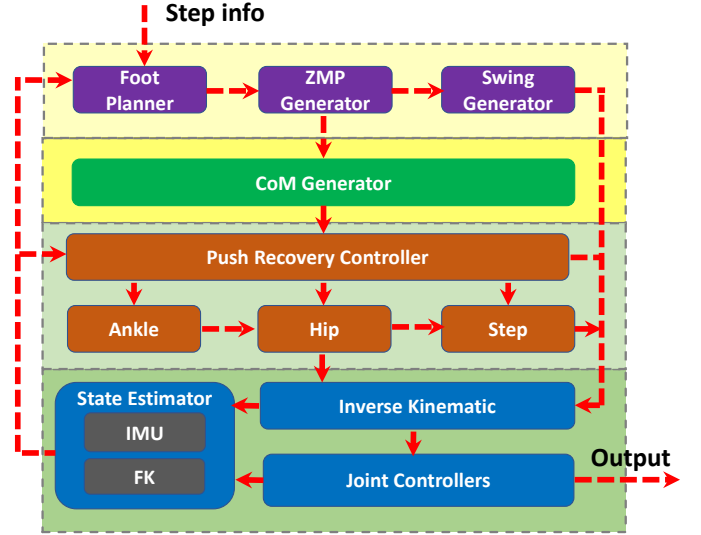 Step info
Foot
Planner
ZMP
Generator
Swing
Generator
CoM Generator
Push Recovery Controller
Ankle
Hip
Step
State Estimator
IMU
FK
Inverse Kinematic
Joint Controllers
Output